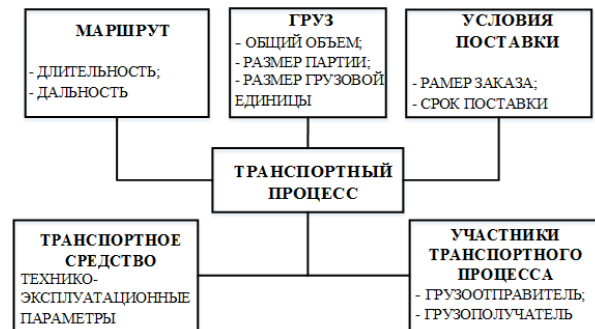 МАРШРУТ
- ДЛИТЕЛЬНОСТЬ;
- ДАЛЬНОСТЬ
ГРУЗ
- ОБЩИЙ ОБЪЕМ;
- РАЗМЕР ПАРТИИ;
- РАЗМЕР ГРУЗОВОЙ
ЕДИНИЦЫ
УСЛОВИЯ
ПОСТАВКИ
- РАМЕР ЗАКАЗА;
- СРОК ПОСТАВКИ
ТРАНСПОРТНЫЙ
ПРОЦЕСС
ТРАНСПОРТНОЕ
СРЕДСТВО
ТЕХНИКО-
ЭКСПЛУАТАЦИОННЫЕ
ПАРАМЕТРЫ
УЧАСТНИКИ
ТРАНСПОРТНОГО
ПРОЦЕССА
- ГРУЗООТПРАВИТЕЛЬ;
- ГРУЗОПОЛУЧАТЕЛЬ